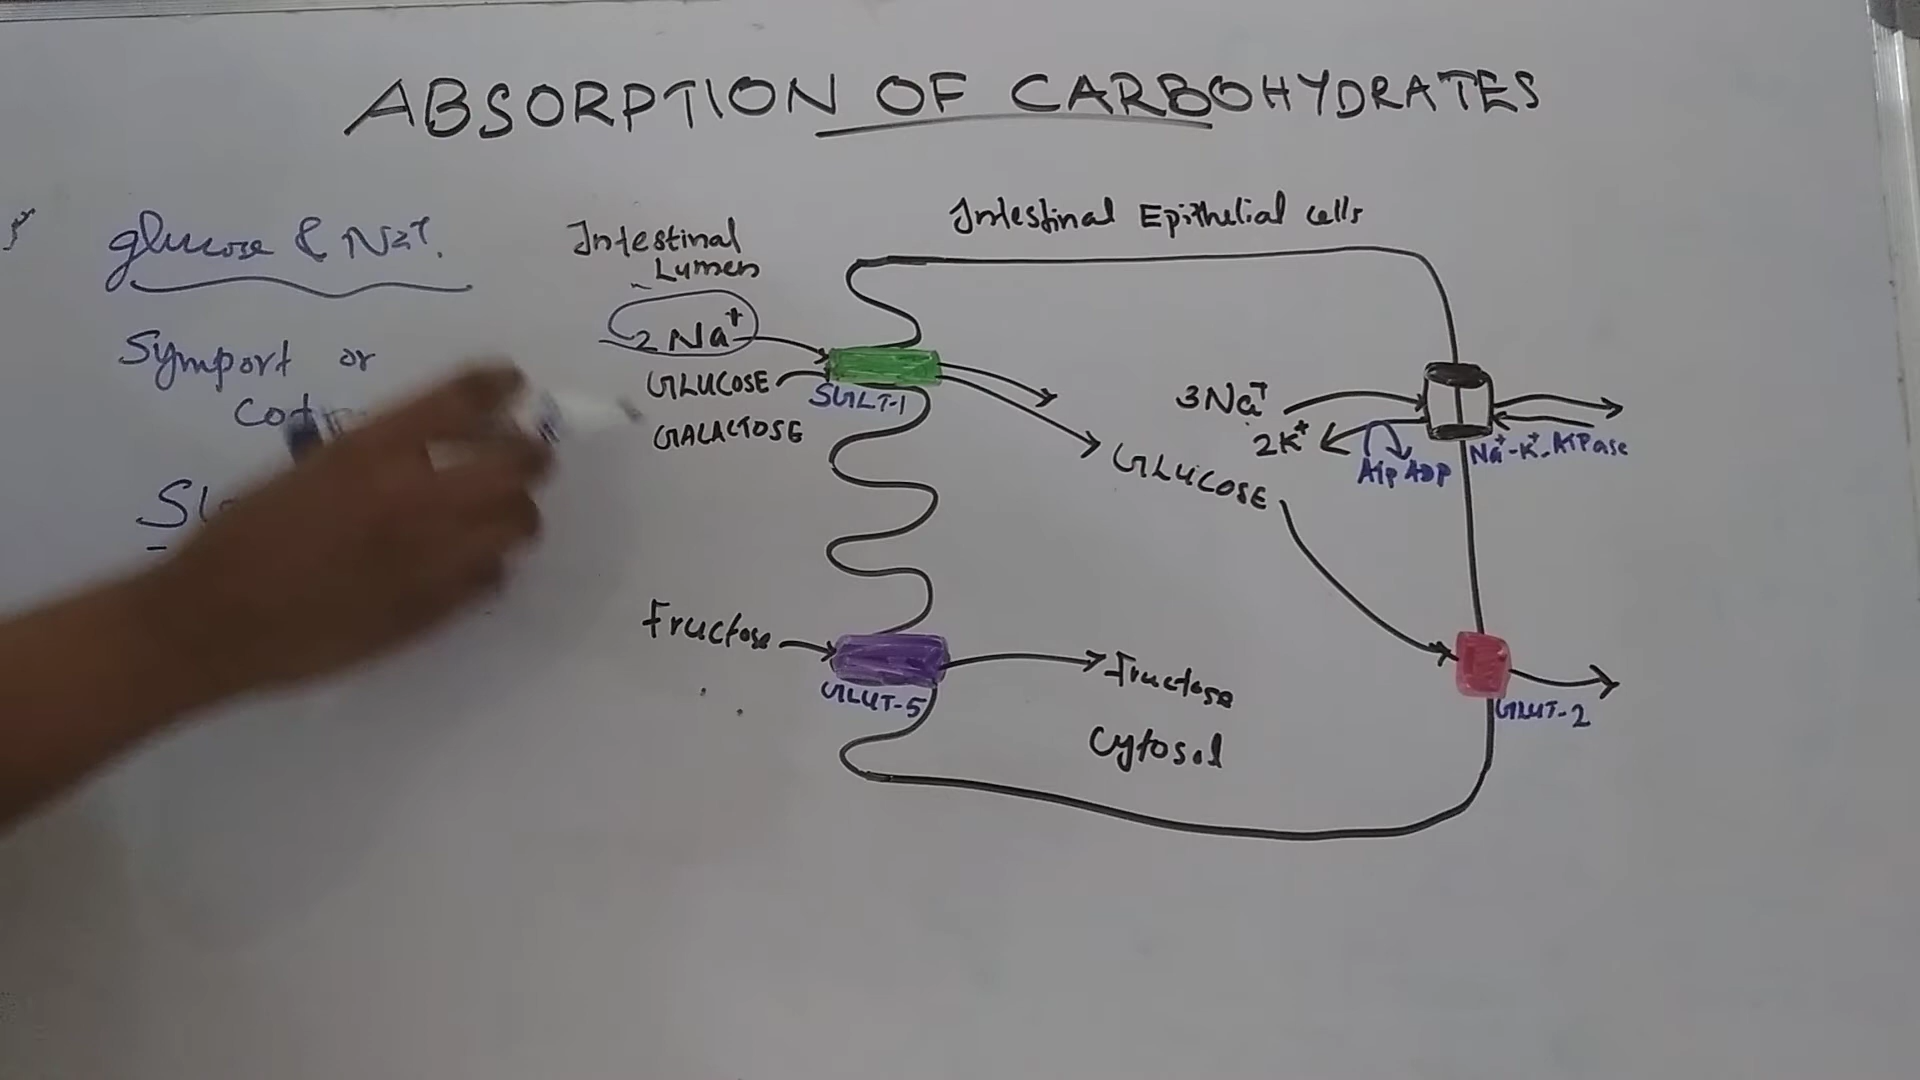 ABSORPTION OF CARBOHYDRATES
glucose & Na+.
Symport or
Intestinal
Lumen
2 Na+
GLUCOSE
GALACTOSE
SGLT-1
Intestinal Epithelial cells
3Na+
2K+
ATP ADP
Na+-K+-ATPase
GLUCOSE
Fructose
GLUT-5
Fructose
Cytosol
GLUT-2